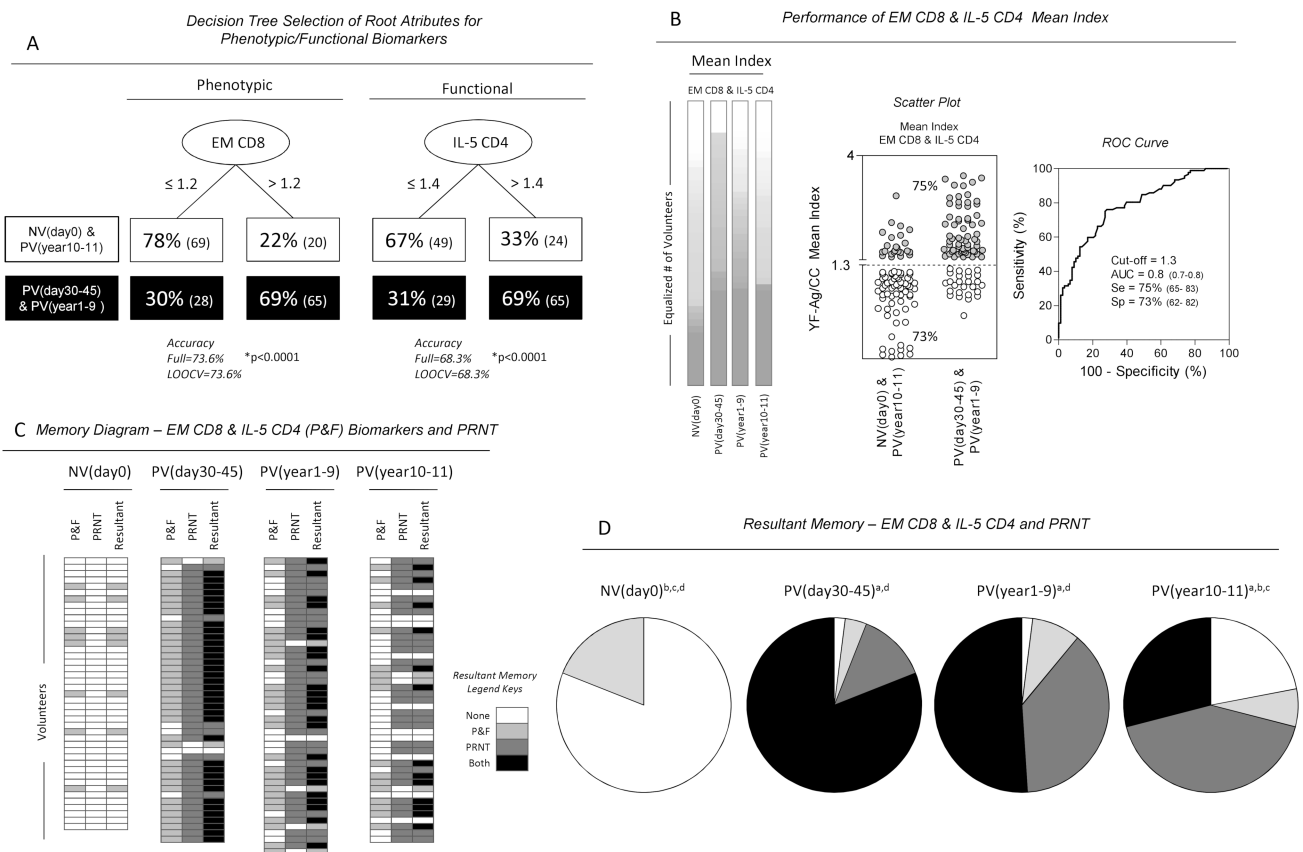 Decision Tree Selection of Root Atributes for
Phenotypic/Functional Biomarkers
A
Phenotypic
Functional
EM CD8
IL-5 CD4
≤ 1.2
> 1.2
≤ 1.4
> 1.4
NV(day0) &
PV(year10-11)
78% (69)
22% (20)
67% (49)
33% (24)
PV(day30-45)
& PV(year1-9 )
30% (28)
69% (65)
31% (29)
69% (65)
Accuracy
Full=73.6%
LOOCV=73.6%
*p<0.0001
Accuracy
Full=68.3%
LOOCV=68.3%
*p<0.0001
B
Performance of EM CD8 & IL-5 CD4 Mean Index
Mean Index
EM CD8 & IL-5 CD4
Equalized # of Volunteers
NV(day0)
PV(day30-45)
PV(year1-9)
PV(year10-11)
Scatter Plot
Mean Index
EM CD8 & IL-5 CD4
YF-Ag/CC Mean Index
4
1.3
75%
73%
NV(day0) &
PV(year10-11)
PV(day30-45) &
PV(year1-9)
ROC Curve
Sensitivity (%)
100
80
60
40
20
0
Cut-off = 1.3
AUC = 0.8 (0.7-0.8)
Se = 75% (65- 83)
Sp = 73% (62- 82)
0 20 40 60 80 100
100 - Specificity (%)
C
Memory Diagram – EM CD8 & IL-5 CD4 (P&F) Biomarkers and PRNT
NV(day0)
PV(day30-45)
PV(year1-9)
PV(year10-11)
P&F
PRNT
Resultant
P&F
PRNT
Resultant
P&F
PRNT
Resultant
P&F
PRNT
Resultant
Volunteers
Resultant Memory
Legend Keys
None
P&F
PRNT
Both
D
Resultant Memory – EM CD8 & IL-5 CD4 and PRNT
NV(day0)b,c,d
PV(day30-45)a,d
PV(year1-9)a,d
PV(year10-11)a,b,c